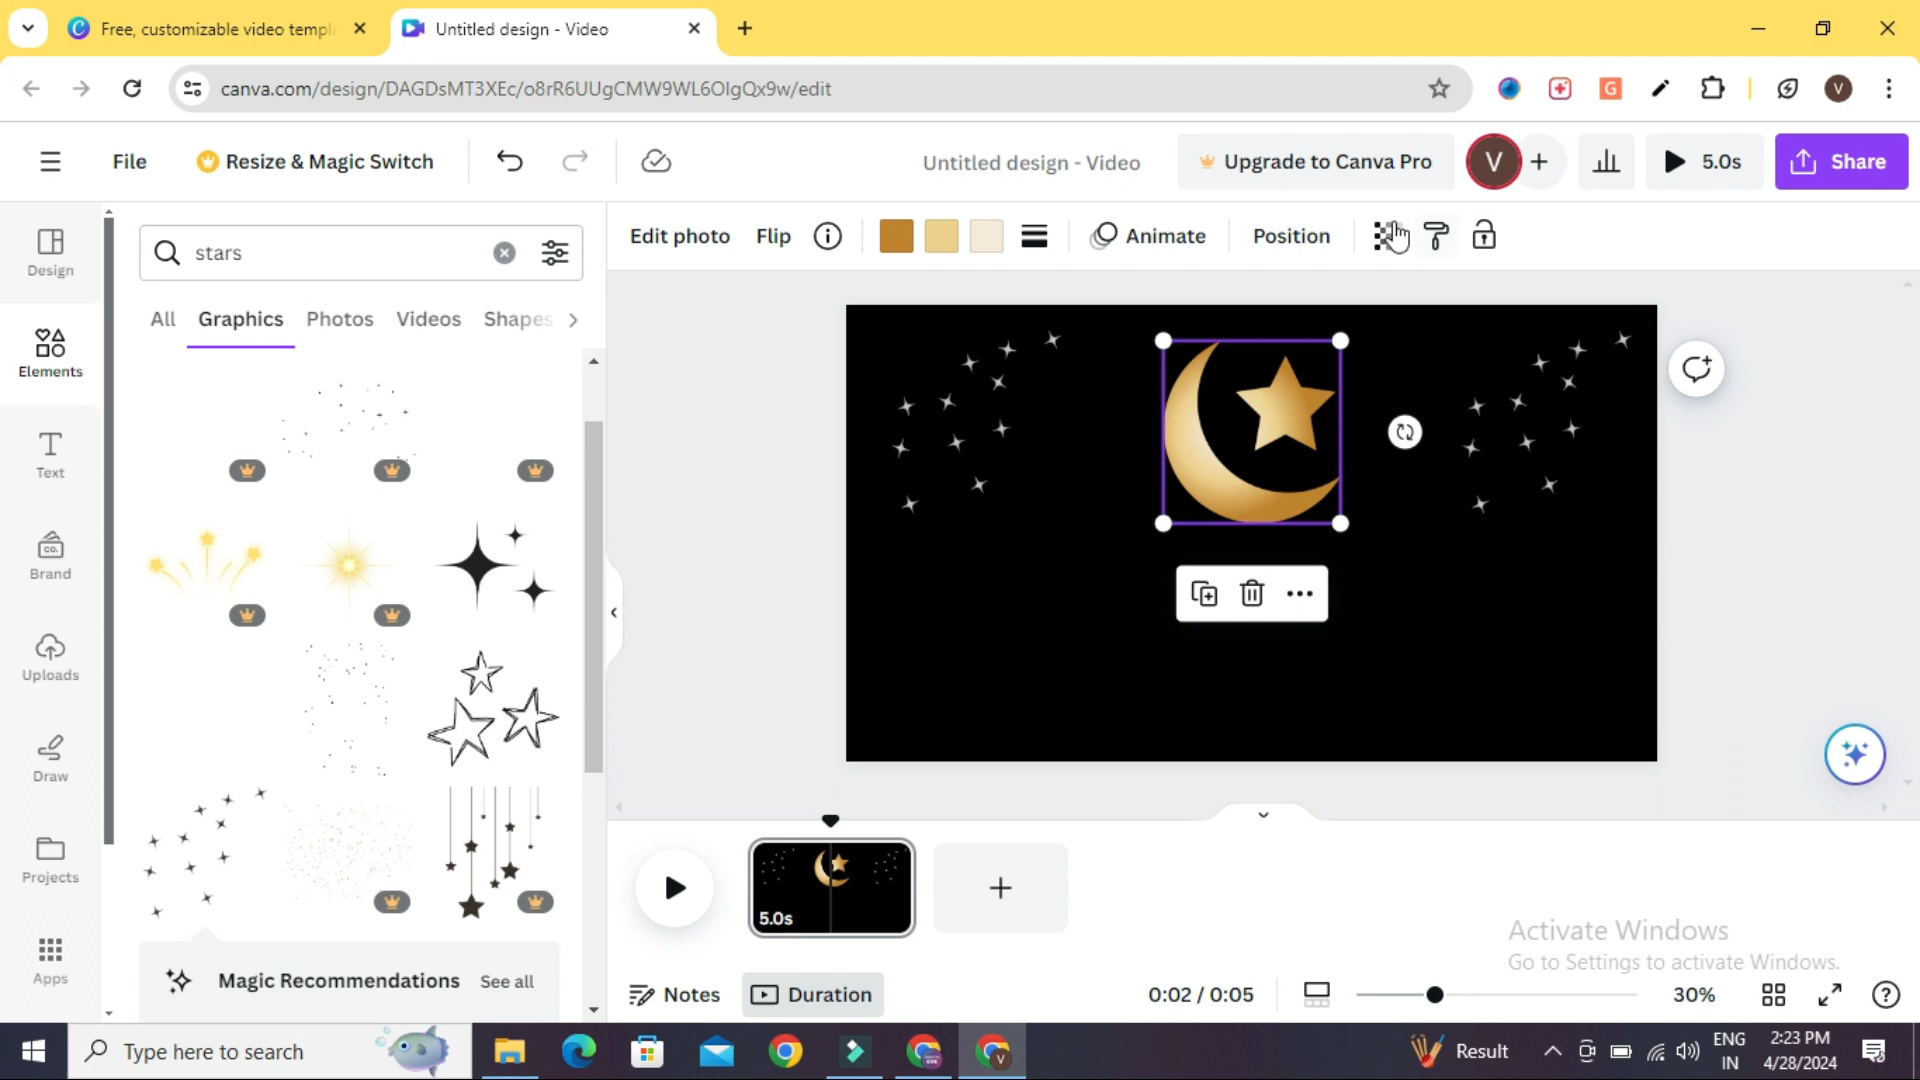 Free, customizable video templ
Untitled design - Video
canva.com/design/DAGDsMT3XEc/o8rR6UUgCMW9WL6OIgQx9w/edit
G
V
File
Resize & Magic Switch
Untitled design - Video
Upgrade to Canva Pro
V
5.0s
Share
Design
Elements
Text
CO.
Brand
Uploads
Draw
Projects
Apps
stars
All
Graphics
Photos
Videos
Shapes
Magic Recommendations
See all
Edit photo
Flip
Animate
Position
5.0s
Notes
Duration
0:02 / 0:05
30%
Activate Windows
Go to Settings to activate Windows.
Type here to search
V
Result
ENG
IN
2:23 PM
4/28/2024